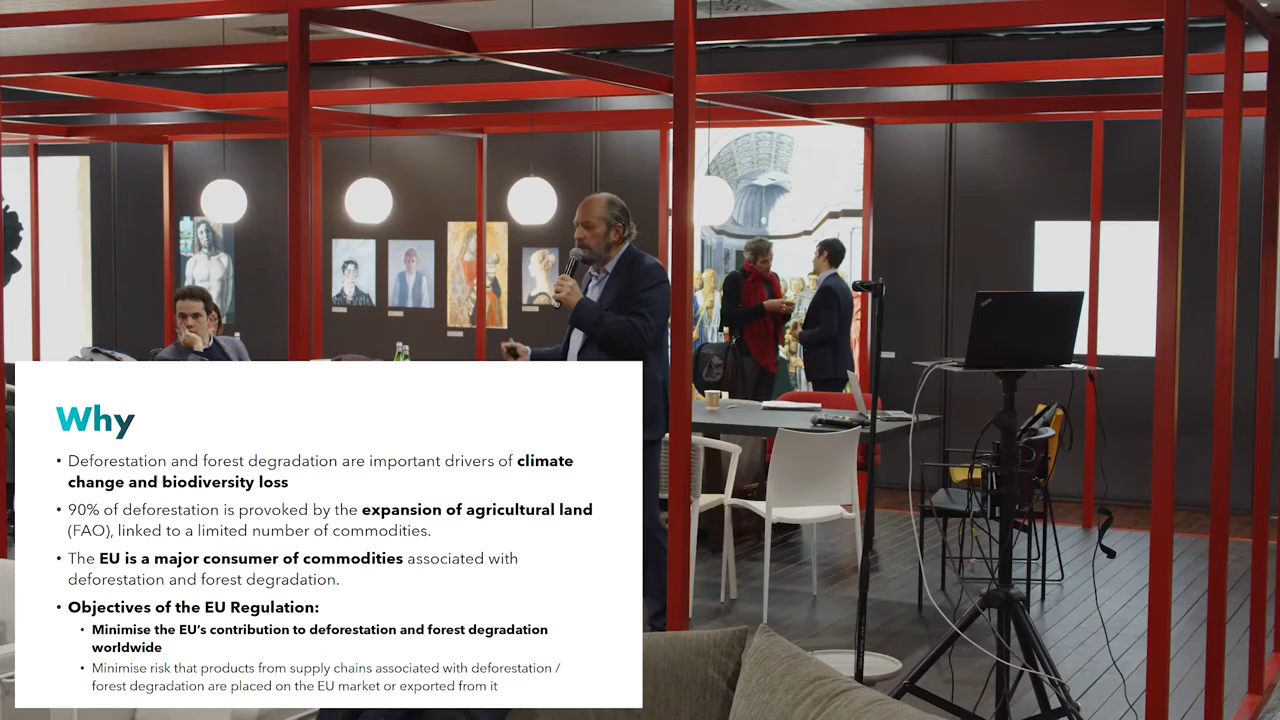 Why
• Deforestation and forest degradation are important drivers of climate
change and biodiversity loss
• 90% of deforestation is provoked by the expansion of agricultural land
(FAO), linked to a limited number of commodities.
• The EU is a major consumer of commodities associated with
deforestation and forest degradation.
• Objectives of the EU Regulation:
• Minimise the EU's contribution to deforestation and forest degradation
worldwide
• Minimise risk that products from supply chains associated with deforestation /
forest degradation are placed on the EU market or exported from it